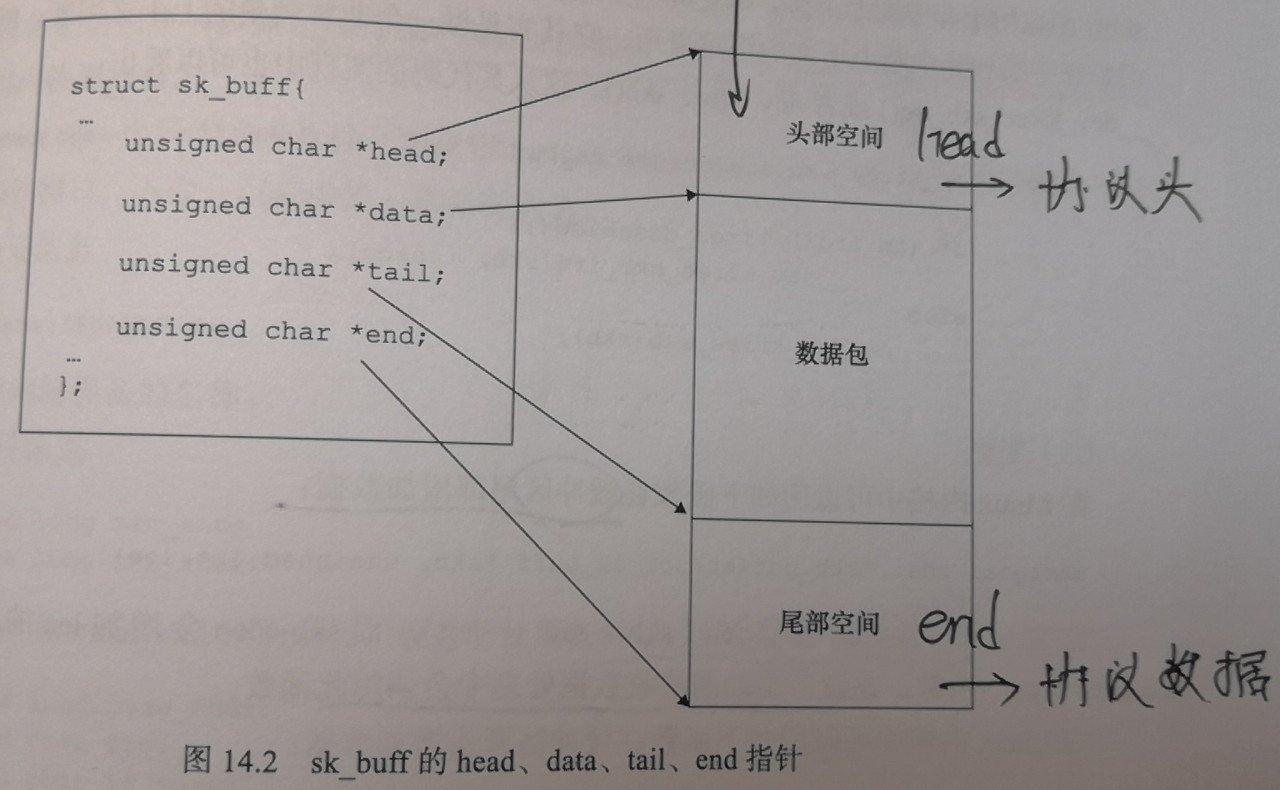 struct sk_buff{
…
unsigned char *head;
unsigned char *data;
unsigned char *tail;
unsigned char *end;
…
};
头部空间 head
→ 协议头
数据包
尾部空间 end
→ 协议数据
图 14.2 sk_buff 的 head、data、tail、end 指针